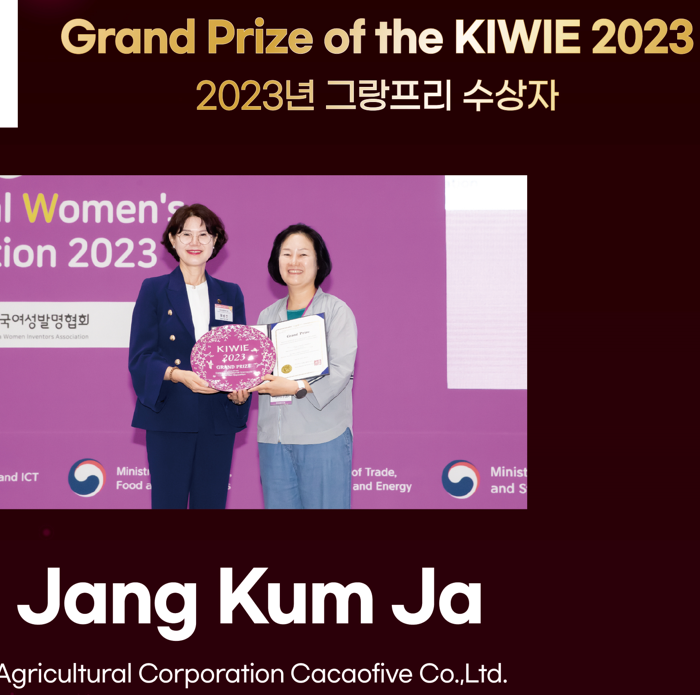 Grand Prize of the KIWIE 2023
2023년 그랑프리 수상자
l Women's
tion 2023
국여성발명협회
Women Inventors Association
KIWIE
2023
GRAND PRIZE
Grand Prize
and ICT
Minist
Food a
of Trade,
and Energy
Minist
and S
Jang Kum Ja
Agricultural Corporation Cacaofive Co.,Ltd.